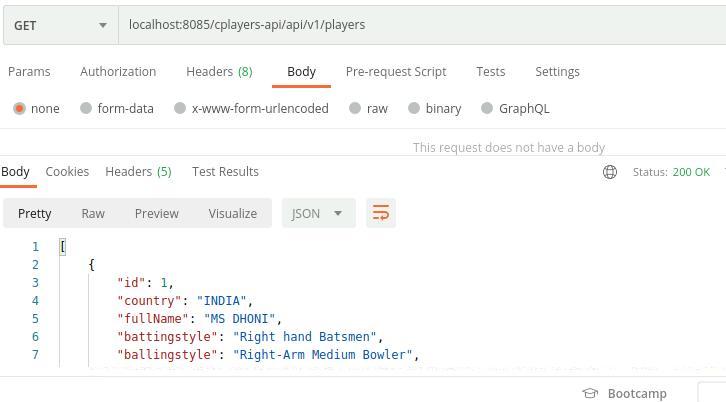 GET localhost:8085/cplayers-api/api/v1/players
Params Authorization Headers (8) Body Pre-request Script Tests Settings
none form-data x-www-form-urlencoded raw binary GraphQL
This request does not have a body
Body Cookies Headers (5) Test Results Status: 200 OK
Pretty Raw Preview Visualize JSON
1 [
2 {
3 "id": 1,
4 "country": "INDIA",
5 "fullName": "MS DHONI",
6 "battingstyle": "Right hand Batsmen",
7 "ballingstyle": "Right-Arm Medium Bowler",
Bootcamp